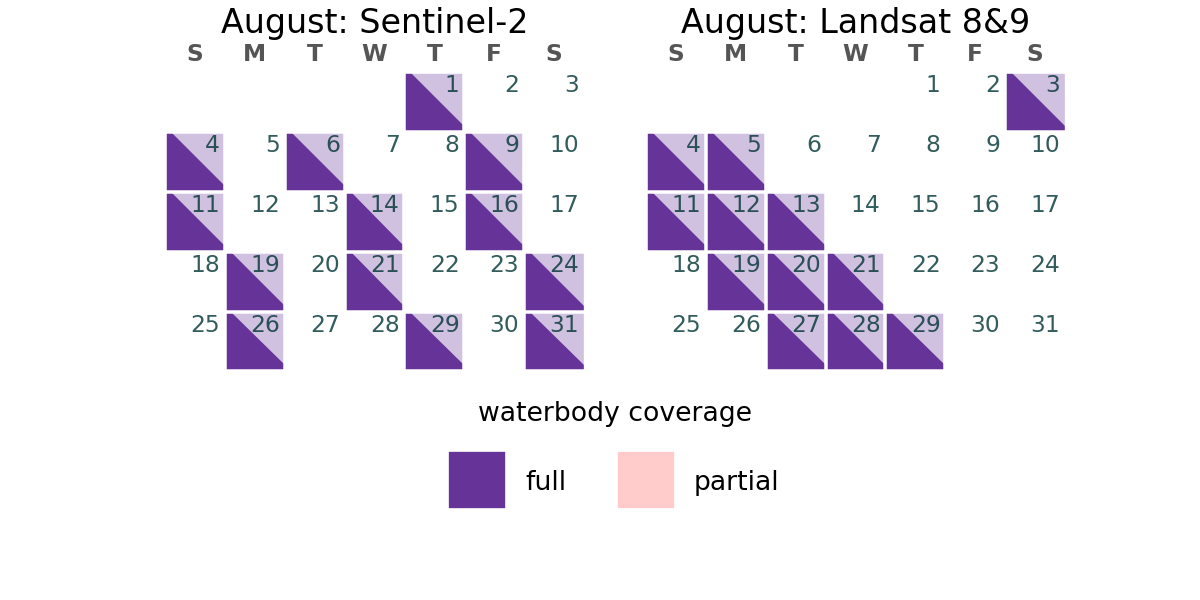 August: Sentinel-2
S M T W T F S
1 2 3
4 5 6 7 8 9 10
11 12 13 14 15 16 17
18 19 20 21 22 23 24
25 26 27 28 29 30 31
August: Landsat 8&9
S M T W T F S
1 2 3
4 5 6 7 8 9 10
11 12 13 14 15 16 17
18 19 20 21 22 23 24
25 26 27 28 29 30 31
waterbody coverage
full partial